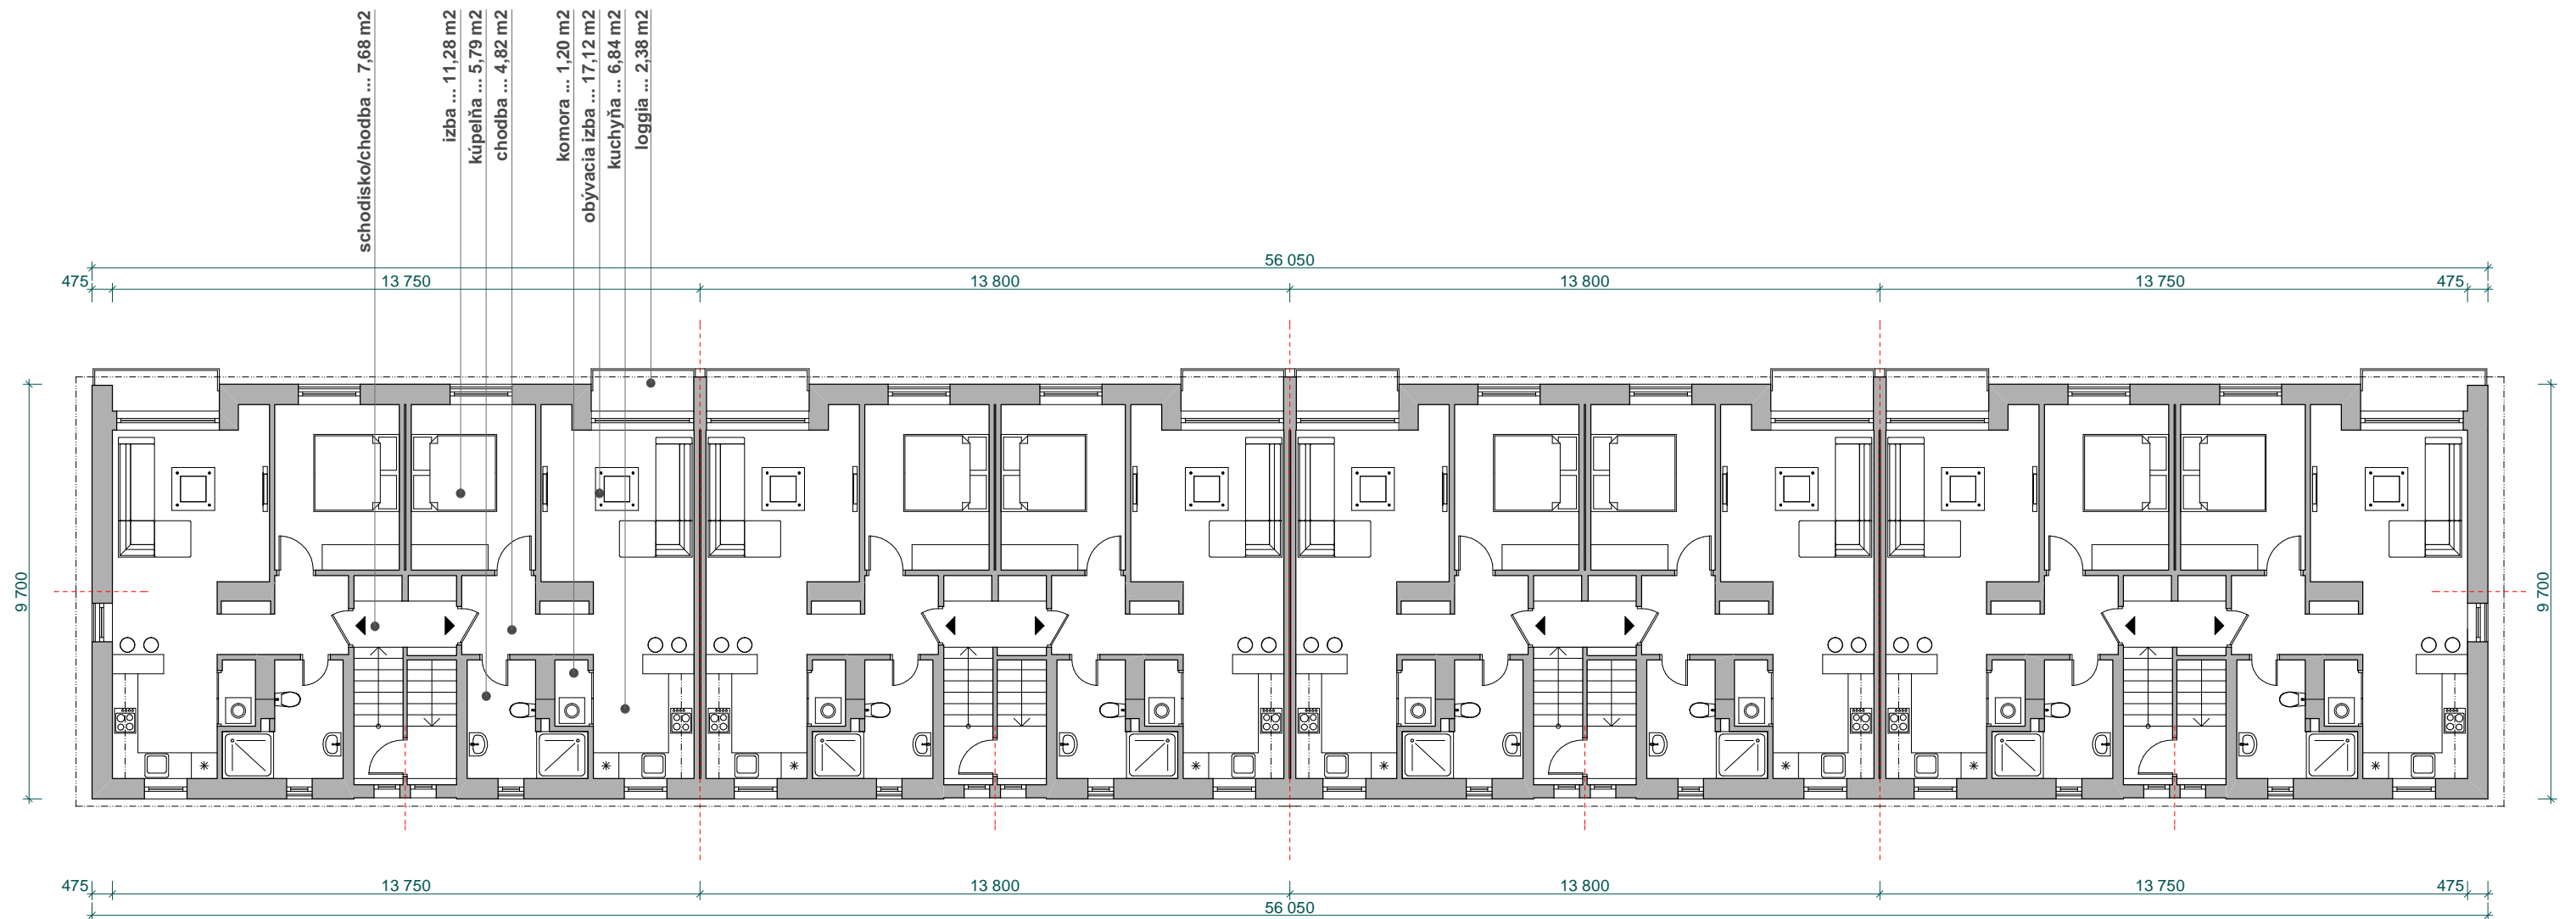 schodisko/chodba ... 7,68 m2
izba ... 11,28 m2
kúpelňa ... 5,79 m2
chodba ... 4,82 m2
komora ... 1,20 m2
obývacia izba ... 17,12 m2
kuchyňa ... 6,84 m2
loggia ... 2,38 m2
56 050
475
13 750
13 800
13 800
13 750
475
9 700
9 700
475
13 750
13 800
13 800
13 750
475
56 050